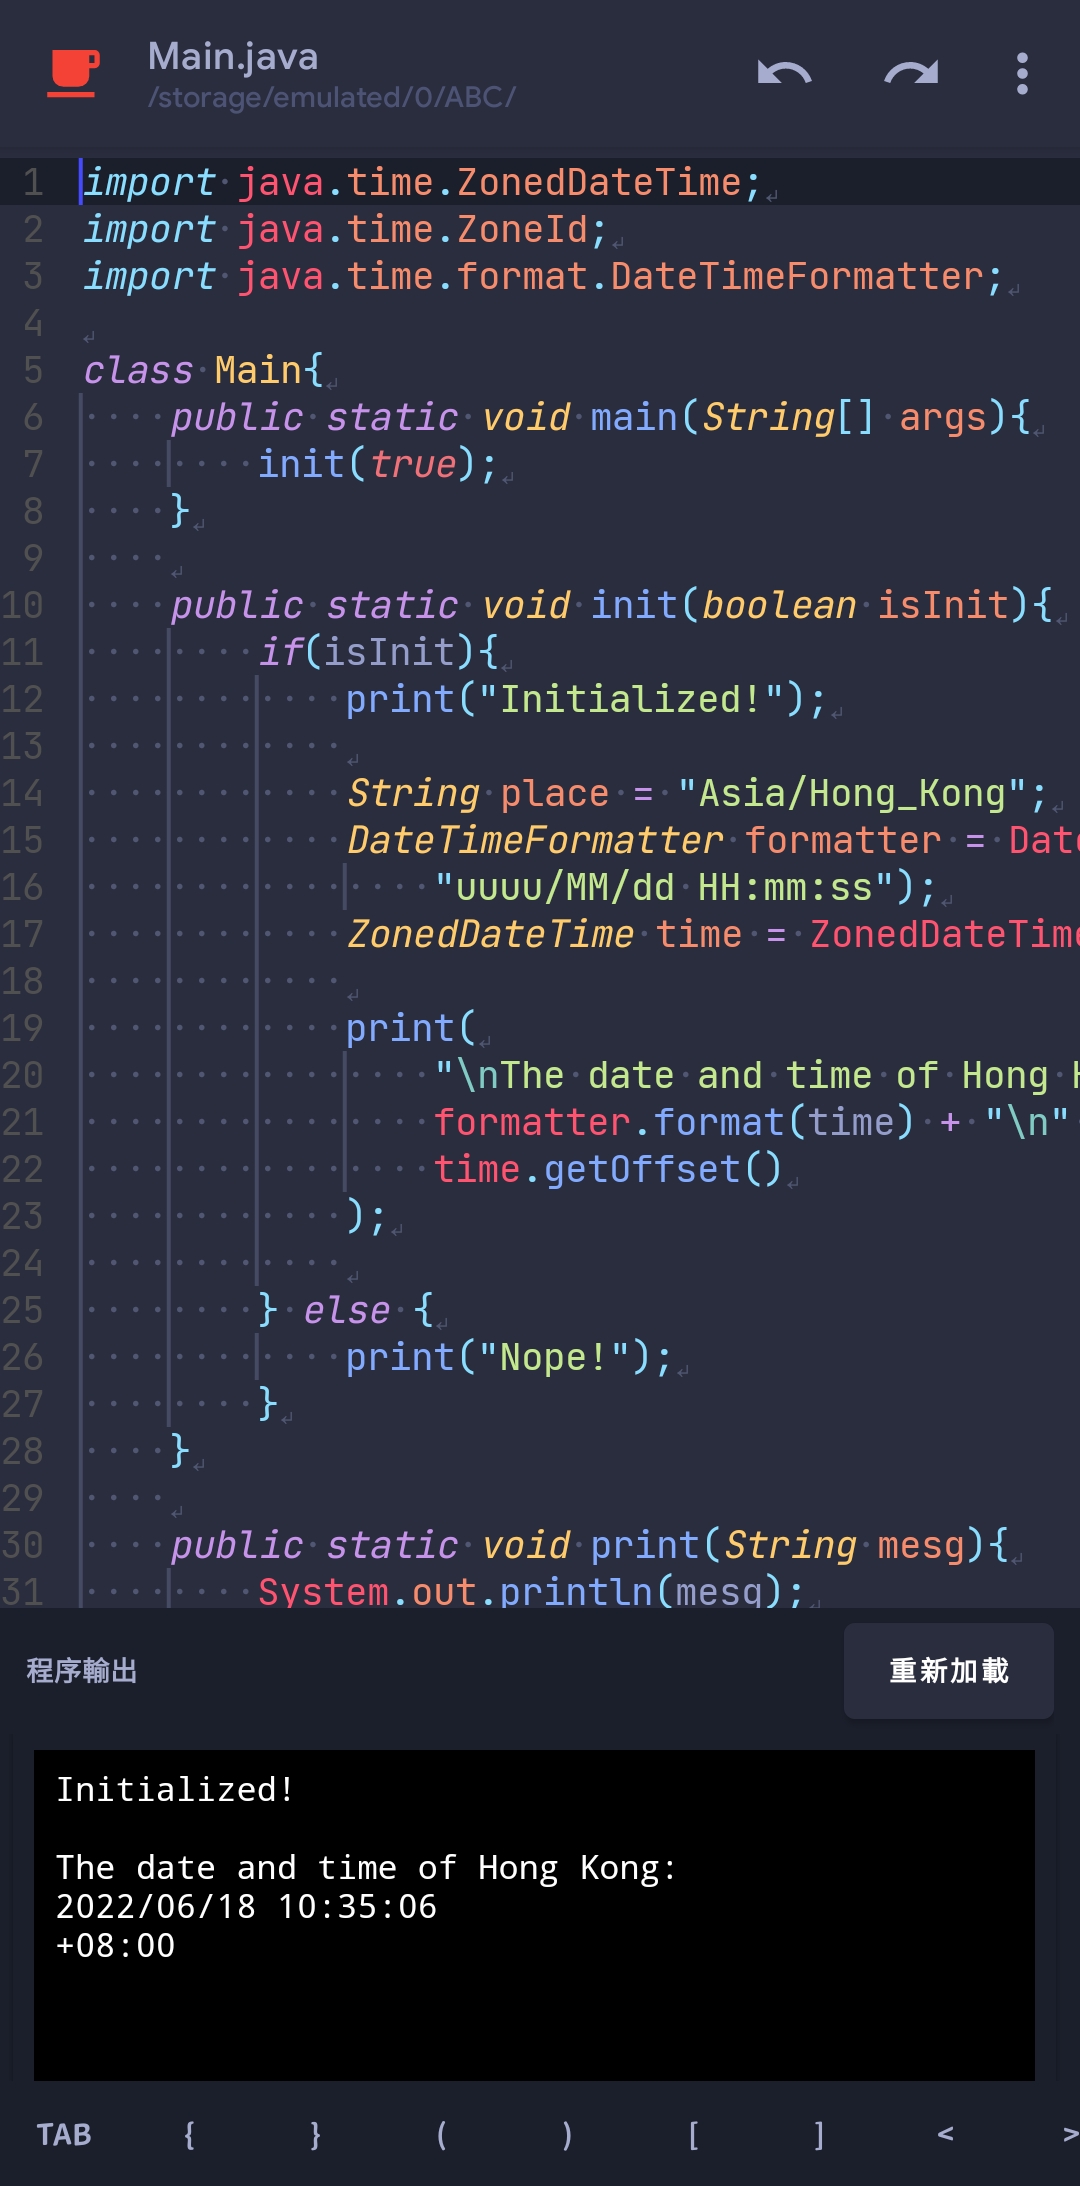 Main.java
/storage/emulated/0/ABC/
1 import java.time.ZonedDateTime;
2 import java.time.ZoneId;
3 import java.time.format.DateTimeFormatter;
4
5 class Main{
6     public static void main(String[] args){
7         init(true);
8     }
9
10     public static void init(boolean isInit){
11         if(isInit){
12             print("Initialized!");
13
14             String place = "Asia/Hong_Kong";
15             DateTimeFormatter formatter = Date
16                 "uuuu/MM/dd HH:mm:ss");
17             ZonedDateTime time = ZonedDateTime
18
19             print(
20                 "\nThe date and time of Hong
21                 formatter.format(time) + "\n"
22                 time.getOffset()
23             );
24
25         } else {
26             print("Nope!");
27         }
28     }
29
30     public static void print(String mesg){
31         System.out.println(mesg);
程序輸出
重新加載
Initialized!
The date and time of Hong Kong:
2022/06/18 10:35:06
+08:00
TAB { } ( ) [ ] < >